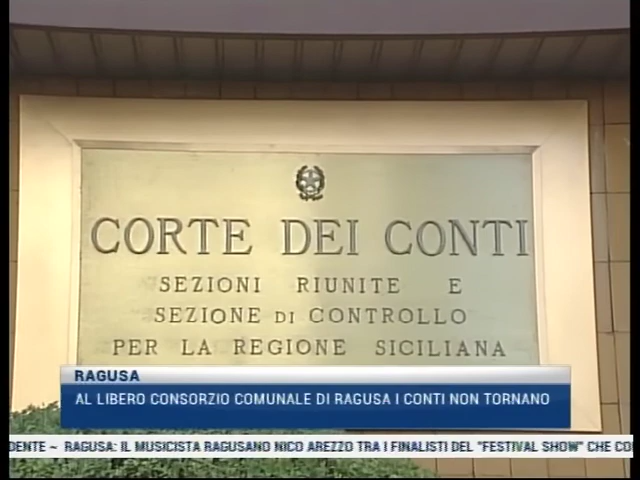 CORTE DEI CONTI
SEZIONI RIUNITE E
SEZIONE DI CONTROLLO
PER LA REGIONE SICILIANA
RAGUSA
AL LIBERO CONSORZIO COMUNALE DI RAGUSA I CONTI NON TORNANO
DENTE ~ RAGUSA: IL MUSICISTA RAGUSANO NICO AREZZO TRA I FINALISTI DEL "FESTIVAL SHOW" CHE